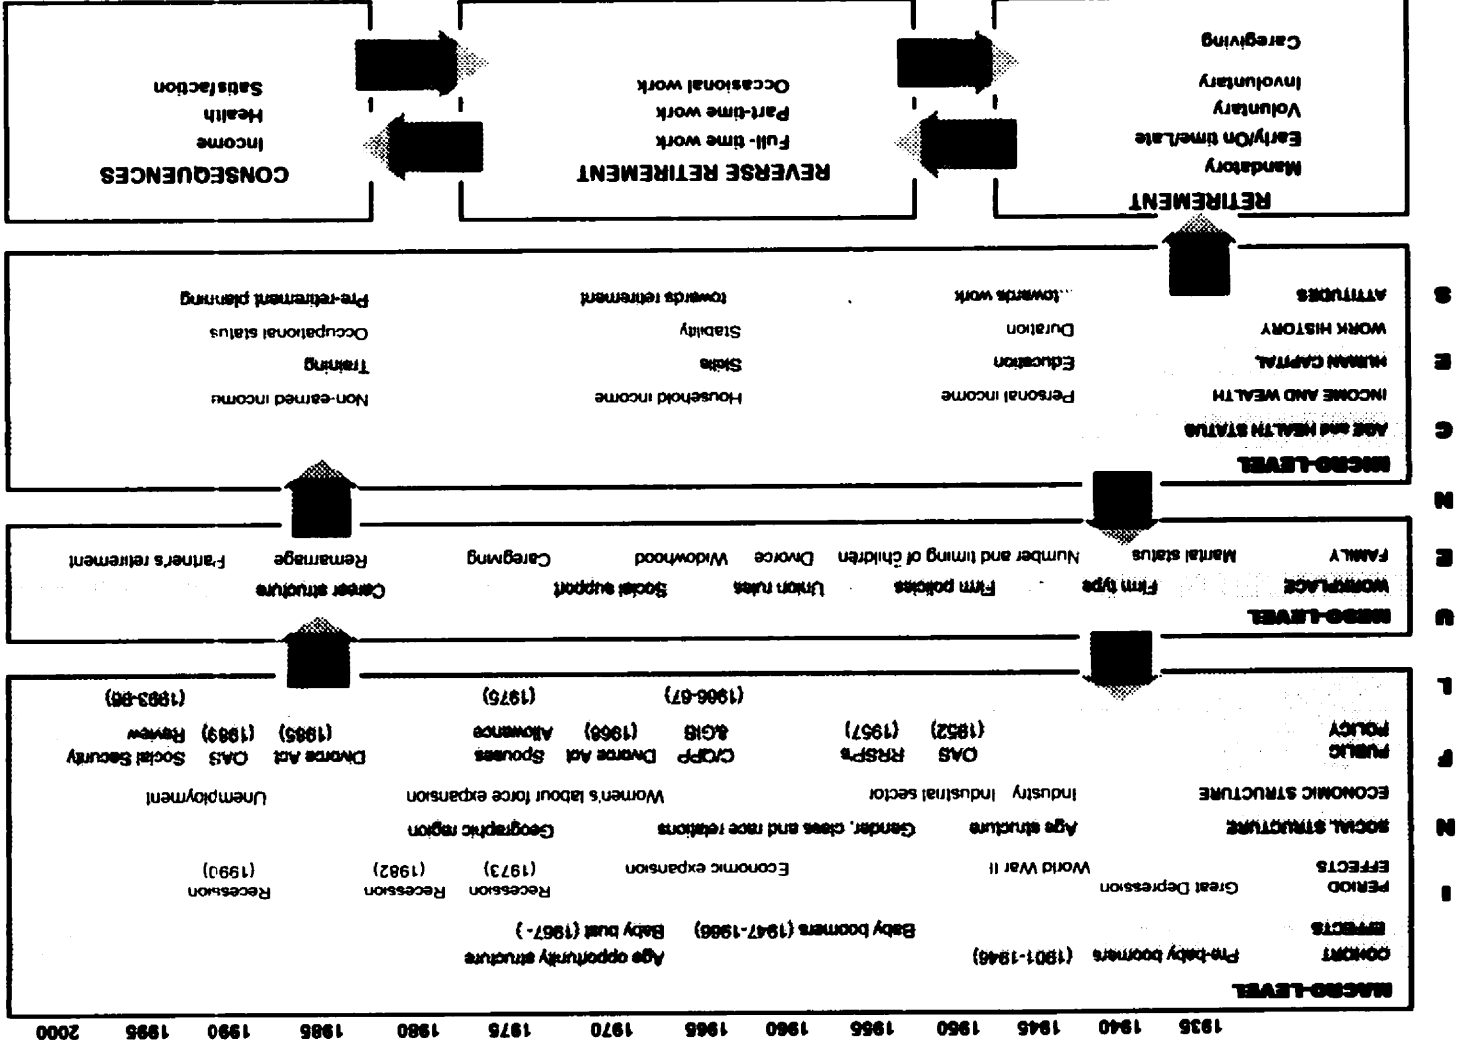 1935 1940 1945 1950 1955 1960 1965 1970 1975 1980 1985 1990 1995 2000
MACRO-LEVEL
COHORT Pre-baby boomers (1901-1946) Age opportunity structure
EFFECTS Baby boomers (1947-1966) Baby bust (1967- )
I
PERIOD Great Depression Recession Recession Recession
EFFECTS World War II Economic expansion (1973) (1982) (1990)
N
SOCIAL STRUCTURE Age structure Gender, class and race relations Geographic region
ECONOMIC STRUCTURE Industry Industrial sector Women's labour force expansion Unemployment
F
PUBLIC OAS RRSP's C/QPP Divorce Act Spouses Divorce Act OAS Social Security
POLICY (1952) (1957) &GIS (1968) Allowance (1985) (1989) Review
(1966-67) (1975) (1993-96)
L
U
MESO-LEVEL
WORKPLACE Firm type Firm policies Union rules Social support Career structure
E
FAMILY Marital status Number and timing of children Divorce Widowhood Caregiving Remarriage Partner's retirement
N
MICRO-LEVEL
C
AGE and HEALTH STATUS
INCOME AND WEALTH Personal income Household income Non-earned income
E
HUMAN CAPITAL Education Skills Training
WORK HISTORY Duration Stability Occupational status
S
ATTITUDES ...towards work towards retirement Pre-retirement planning
RETIREMENT
Mandatory
Early/On time/Late
Voluntary
Involuntary
Caregiving
REVERSE RETIREMENT
Full- time work
Part-time work
Occasional work
CONSEQUENCES
Income
Health
Satisfaction